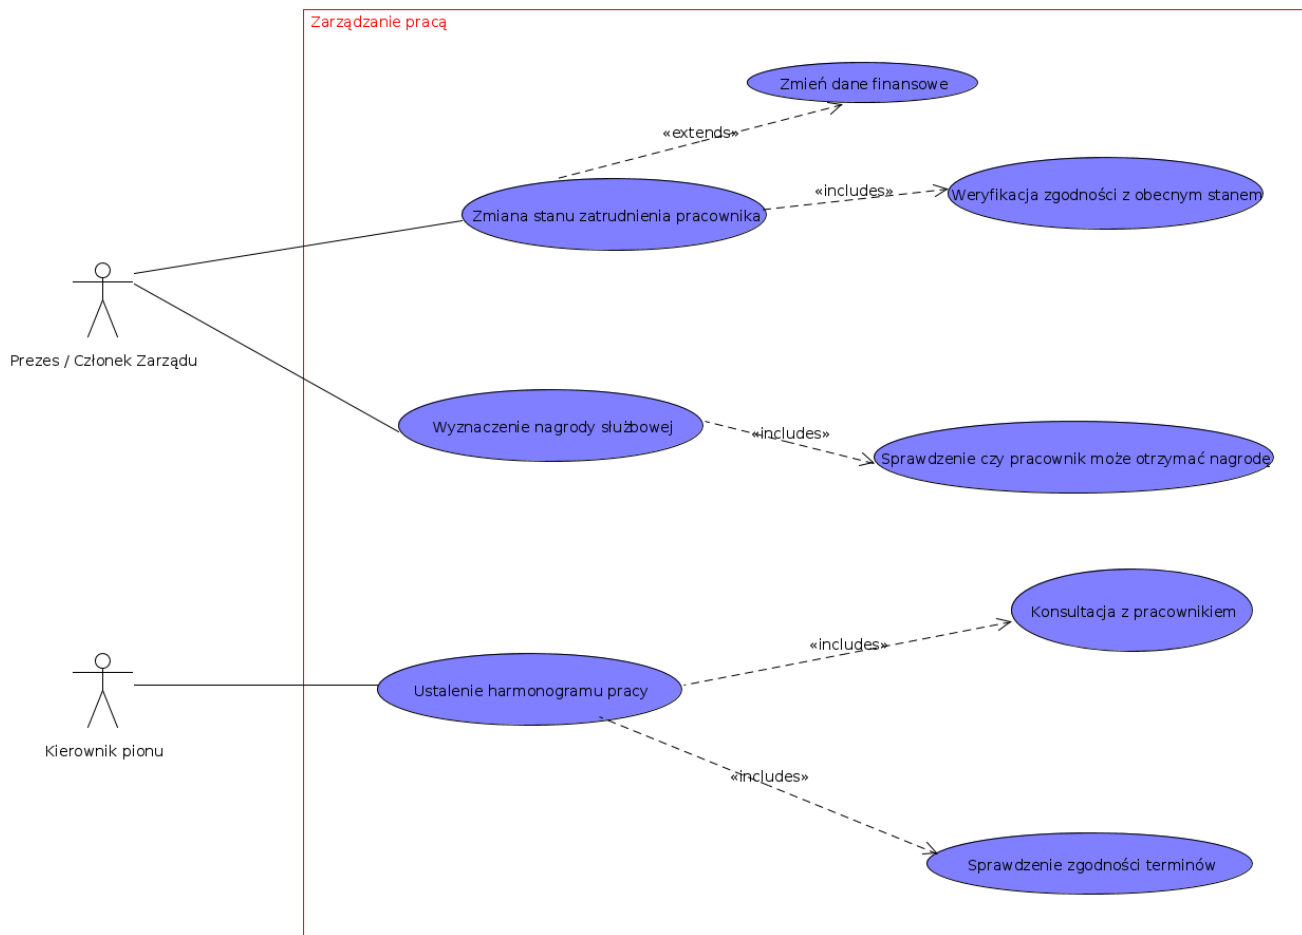 Zarządzanie pracą
Zmień dane finansowe
«extends»
«includes»
Weryfikacja zgodności z obecnym stanem
Zmiana stanu zatrudnienia pracownika
Prezes / Członek Zarządu
Wyznaczenie nagrody służbowej
«includes»
Sprawdzenie czy pracownik może otrzymać nagrodę
Konsultacja z pracownikiem
«includes»
Ustalenie harmonogramu pracy
Kierownik pionu
«includes»
Sprawdzenie zgodności terminów